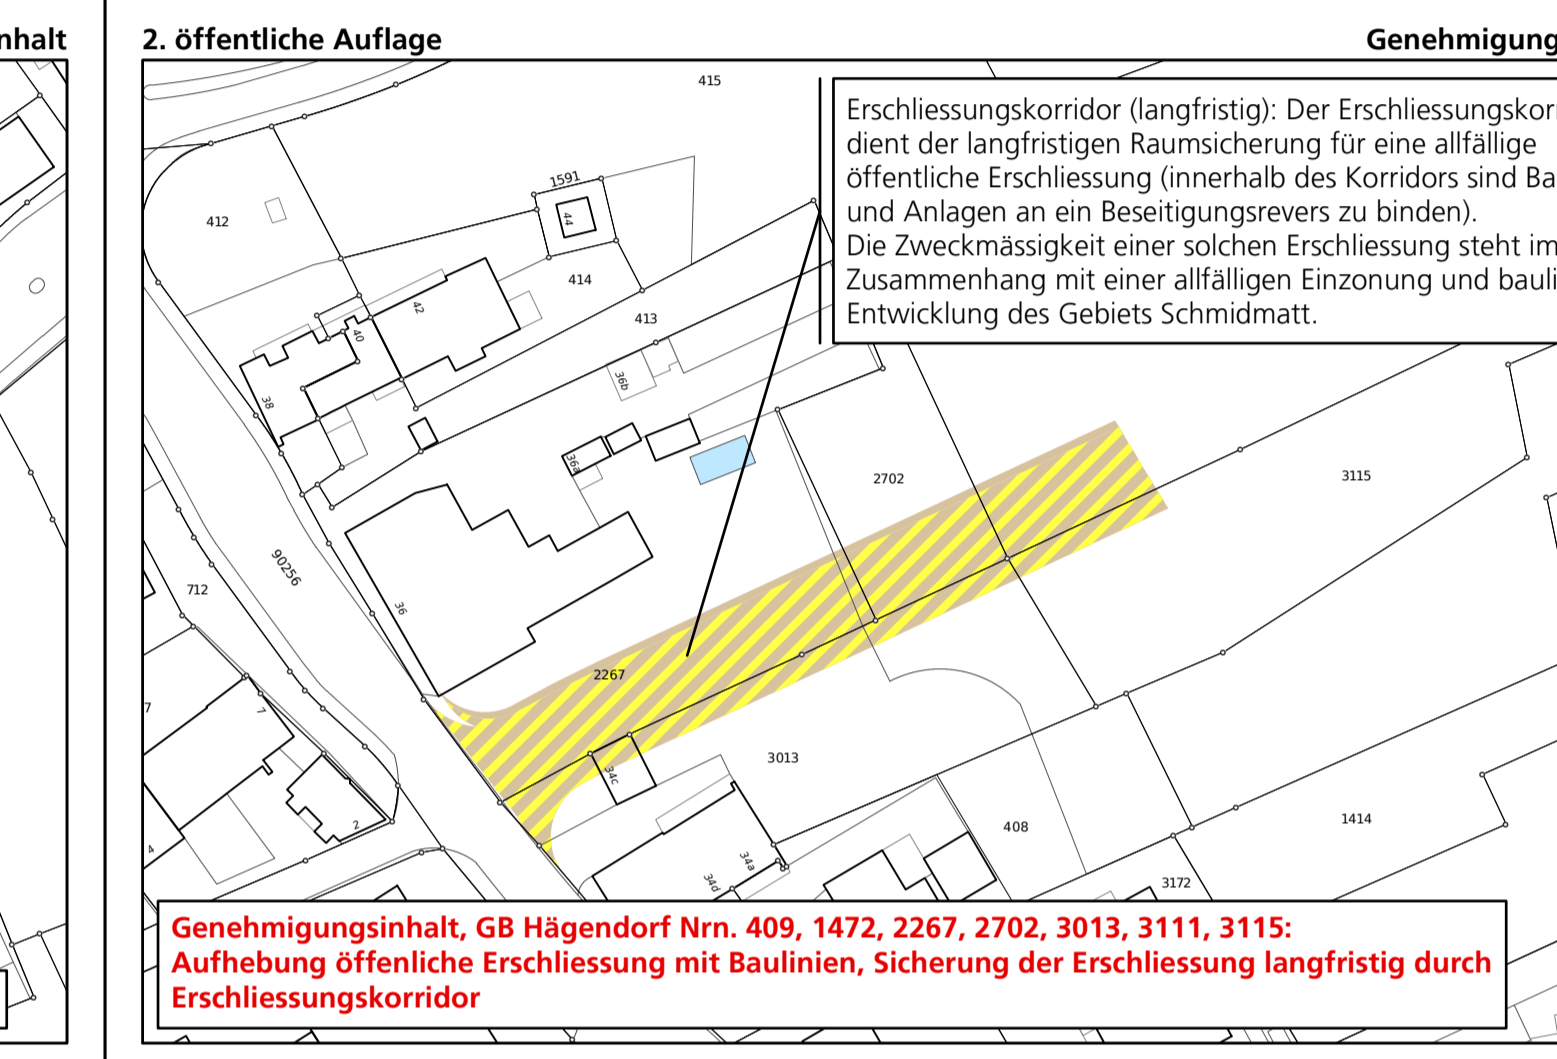 nhalt
2. öffentliche Auflage
Genehmigung
415
Erschliessungskorridor (langfristig): Der Erschliessungskorr
dient der langfristigen Raumsicherung für eine allfällige
öffentliche Erschliessung (innerhalb des Korridors sind Ba
und Anlagen an ein Beseitigungsrevers zu binden).
Die Zweckmässigkeit einer solchen Erschliessung steht im
Zusammenhang mit einer allfälligen Einzonung und bauli
Entwicklung des Gebiets Schmidmatt.
1591
44
412
414
42
413
40
36b
38
36a
2702
3115
90256
712
36
2267
7
7
34c
3013
2
4
408
1414
34a
34d
3172
Genehmigungsinhalt, GB Hägendorf Nrn. 409, 1472, 2267, 2702, 3013, 3111, 3115:
Aufhebung öffenliche Erschliessung mit Baulinien, Sicherung der Erschliessung langfristig durch
Erschliessungskorridor